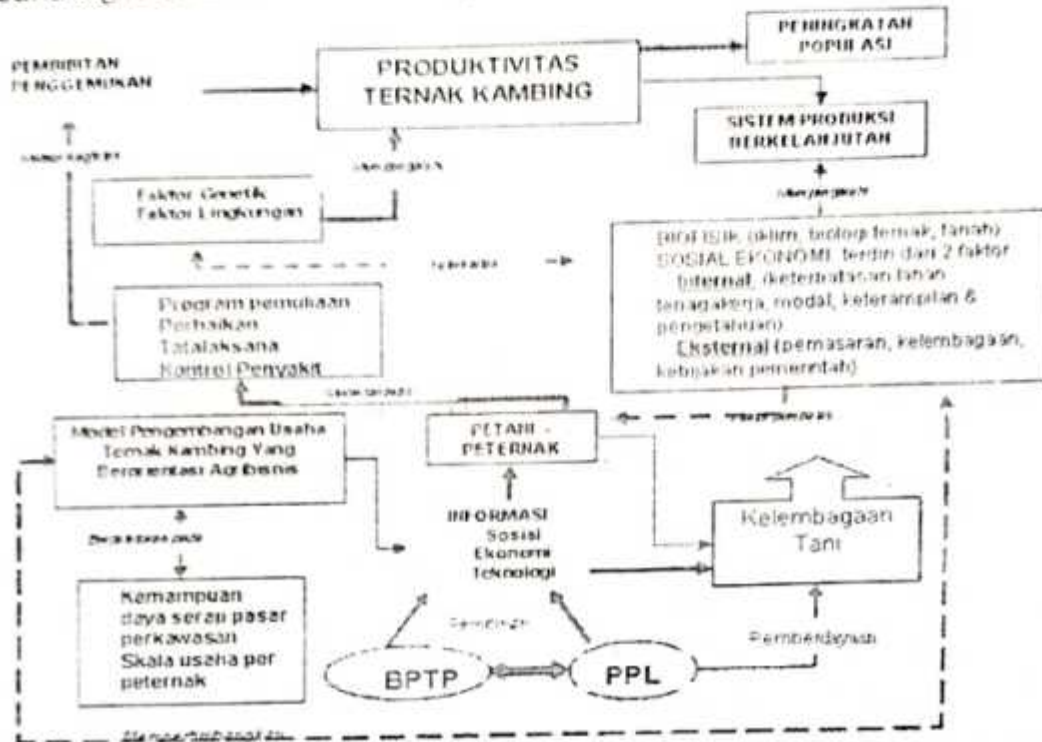 PENINGKATAN
POPULASI
PEMBIBITAN
PENGGEMUKAN
PRODUKTIVITAS
TERNAK KAMBING
SISTEM PRODUKSI
BERKELANJUTAN
Faktor Genetik
Faktor Lingkungan
BIOFISIK (iklim, biologi ternak, tanah)
SOSIAL EKONOMI, terdiri dari 2 faktor
Internal, (keterbatasan lahan
tenagakerja, modal, keterampilan &
pengetahuan)
Eksternal (pemasaran, kelembagaan,
kebijakan pemerintah)
Program pemuliaan
Perbaikan
Tatalaksana
Kontrol Penyakit
Model Pengembangan Usaha
Ternak Kambing Yang
Berorientasi Agribisnis
PETANI -
PETERNAK
INFORMASI
Sosial
Ekonomi
Teknologi
Kelembagaan
Tani
Kemampuan
daya serap pasar
perkawasan
Skala usaha per
peternak
BPTP
PPL
Pemberdayaan